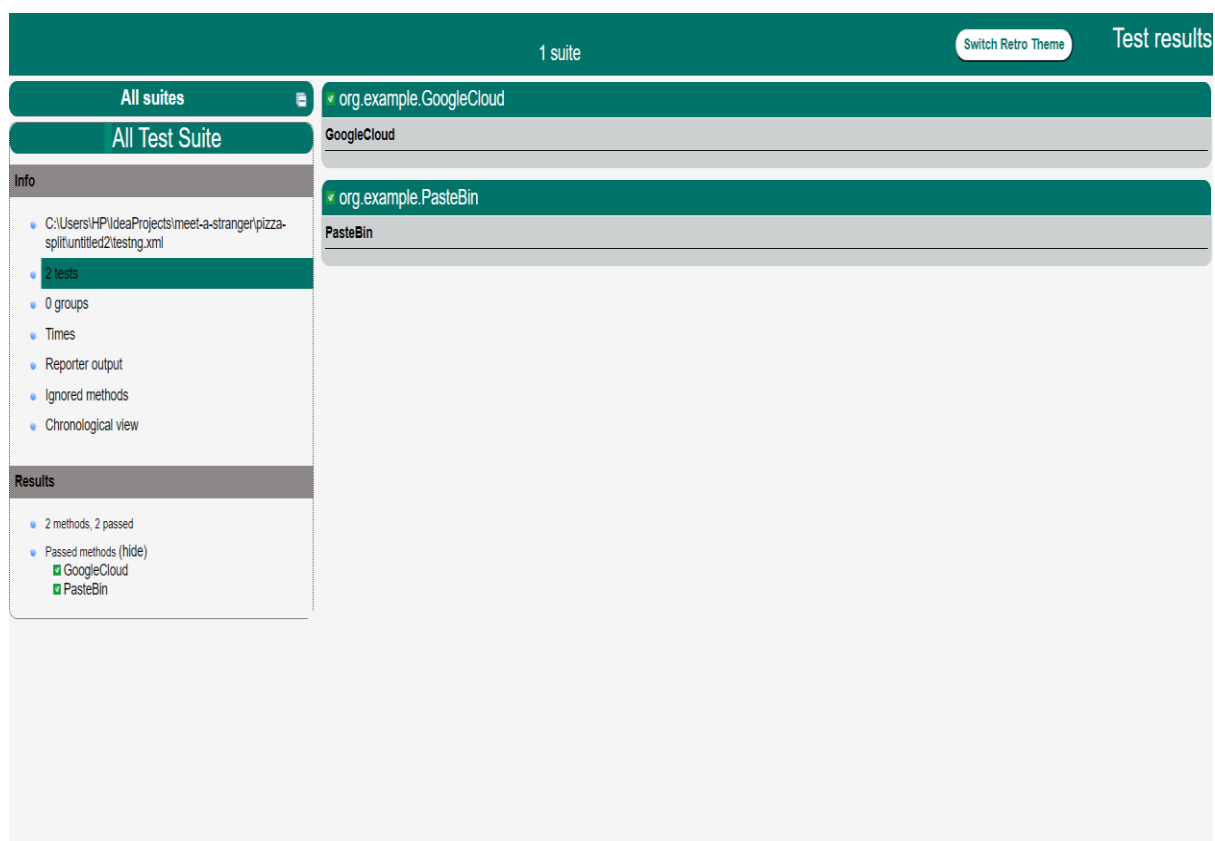 1 suite
Switch Retro Theme
Test results
All suites
All Test Suite
Info
C:\Users\HP\IdeaProjects\meet-a-stranger\pizza-
split\untitled2\testng.xml
2 tests
0 groups
Times
Reporter output
Ignored methods
Chronological view
Results
2 methods, 2 passed
Passed methods (hide)
GoogleCloud
PasteBin
org.example.GoogleCloud
GoogleCloud
org.example.PasteBin
PasteBin